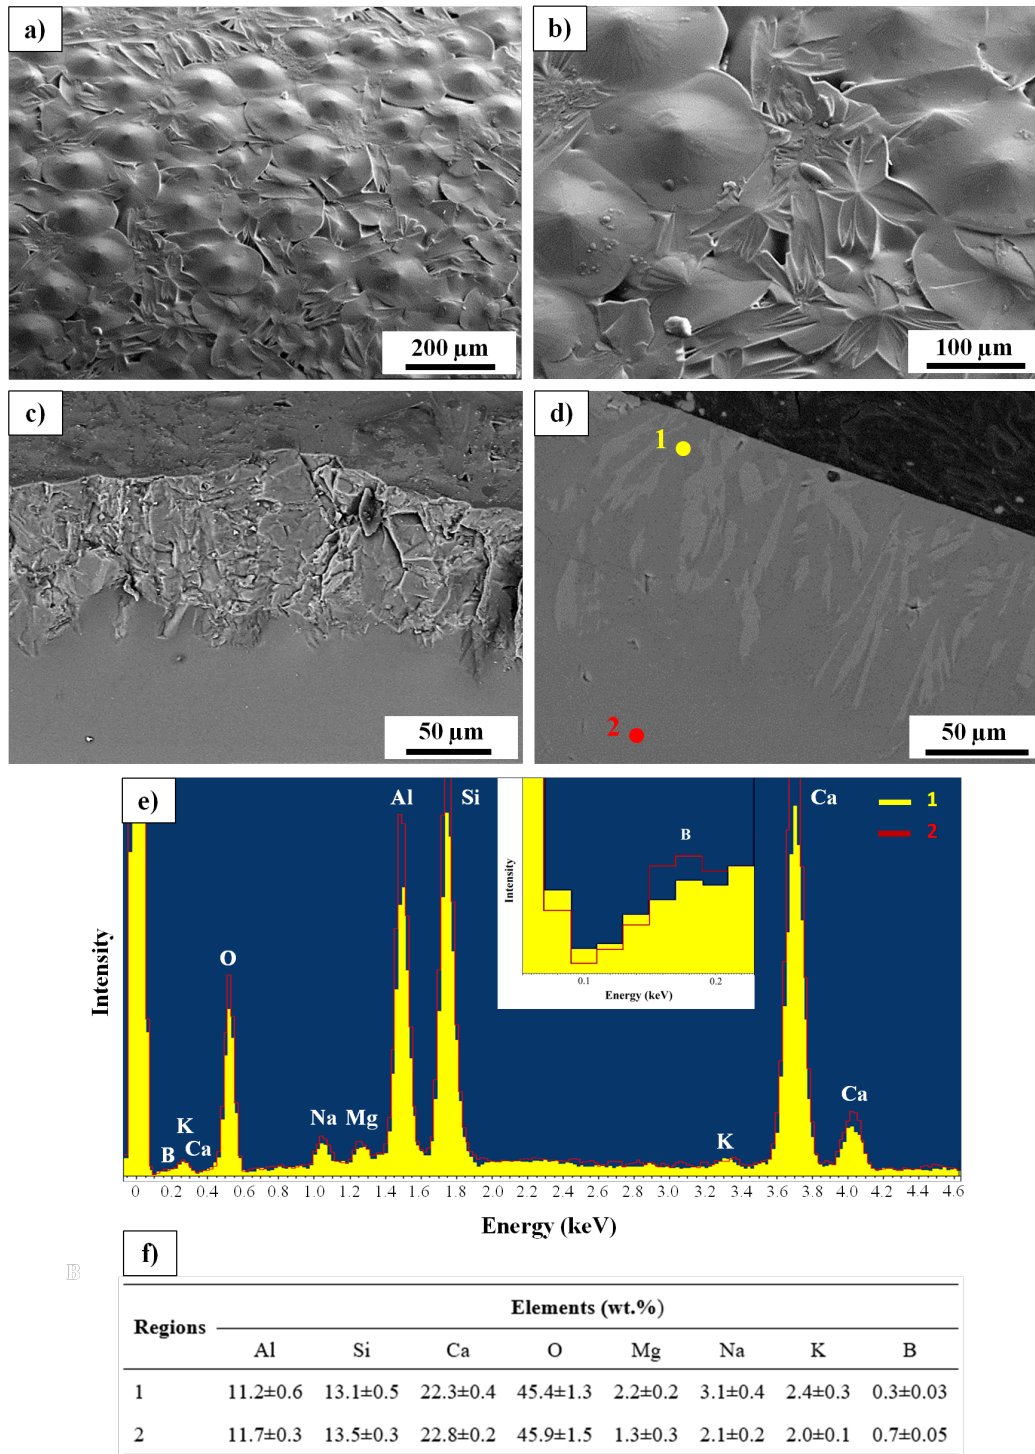 a)
200 µm
b)
100 µm
c)
50 µm
d)
1
2
50 µm
e)
Al
Si
Ca
1
2
B
Intensity
0.1
0.2
Energy (keV)
O
Na
Mg
K
B
Ca
K
Ca
Intensity
0 0.2 0.4 0.6 0.8 1.0 1.2 1.4 1.6 1.8 2.0 2.2 2.4 2.6 2.8 3.0 3.2 3.4 3.6 3.8 4.0 4.2 4.4 4.6
Energy (keV)
f)
B
Elements (wt.%)
Regions
Al Si Ca O Mg Na K B
1 11.2±0.6 13.1±0.5 22.3±0.4 45.4±1.3 2.2±0.2 3.1±0.4 2.4±0.3 0.3±0.03
2 11.7±0.3 13.5±0.3 22.8±0.2 45.9±1.5 1.3±0.3 2.1±0.2 2.0±0.1 0.7±0.05